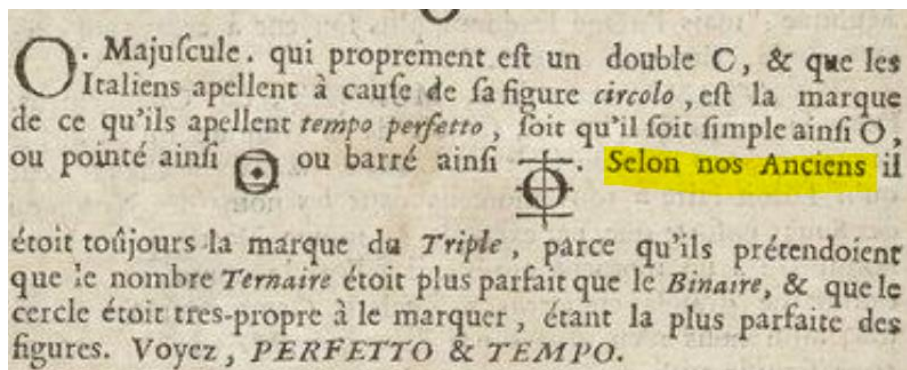 O. Majuſcule. qui proprement eſt un double C, & que les
Italiens apellent à cauſe de ſa figure circolo, eſt la marque
de ce qu'ils apellent tempo perfetto, ſoit qu'il ſoit ſimple ainſi O,
ou pointé ainſi ou barré ainſi . Selon nos Anciens il
étoit toûjours la marque du Triple, parce qu'ils prétendoient
que le nombre Ternaire étoit plus parfait que le Binaire, & que le
cercle étoit tres-propre à le marquer, étant la plus parfaite des
figures. Voyez, PERFETTO & TEMPO.